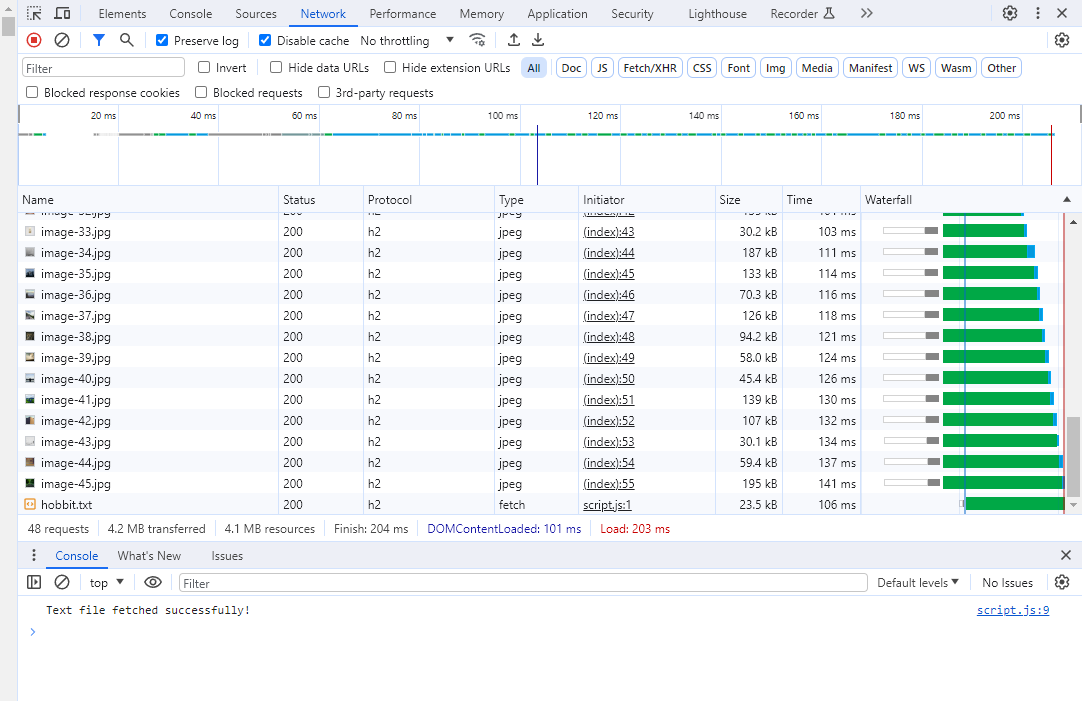 Elements Console Sources Network Performance Memory Application Security Lighthouse Recorder
Preserve log Disable cache No throttling
Filter Invert Hide data URLs Hide extension URLs All Doc JS Fetch/XHR CSS Font Img Media Manifest WS Wasm Other
Blocked response cookies Blocked requests 3rd-party requests
20 ms 40 ms 60 ms 80 ms 100 ms 120 ms 140 ms 160 ms 180 ms 200 ms
Name Status Protocol Type Initiator Size Time Waterfall
image-33.jpg 200 h2 jpeg (index):43 30.2 kB 103 ms
image-34.jpg 200 h2 jpeg (index):44 187 kB 111 ms
image-35.jpg 200 h2 jpeg (index):45 133 kB 114 ms
image-36.jpg 200 h2 jpeg (index):46 70.3 kB 116 ms
image-37.jpg 200 h2 jpeg (index):47 126 kB 118 ms
image-38.jpg 200 h2 jpeg (index):48 94.2 kB 121 ms
image-39.jpg 200 h2 jpeg (index):49 58.0 kB 124 ms
image-40.jpg 200 h2 jpeg (index):50 45.4 kB 126 ms
image-41.jpg 200 h2 jpeg (index):51 139 kB 130 ms
image-42.jpg 200 h2 jpeg (index):52 107 kB 132 ms
image-43.jpg 200 h2 jpeg (index):53 30.1 kB 134 ms
image-44.jpg 200 h2 jpeg (index):54 59.4 kB 137 ms
image-45.jpg 200 h2 jpeg (index):55 195 kB 141 ms
hobbit.txt 200 h2 fetch script.js:1 23.5 kB 106 ms
48 requests 4.2 MB transferred 4.1 MB resources Finish: 204 ms DOMContentLoaded: 101 ms Load: 203 ms
Console What's New Issues
top Filter Default levels No Issues
Text file fetched successfully! script.js:9